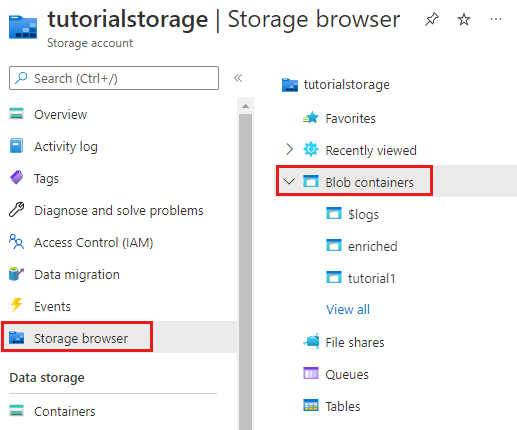 tutorialstorage | Storage browser
Storage account
Search (Ctrl+/)
Overview
Activity log
Tags
Diagnose and solve problems
Access Control (IAM)
Data migration
Events
Storage browser
Data storage
Containers
tutorialstorage
Favorites
Recently viewed
Blob containers
$logs
enriched
tutorial1
View all
File shares
Queues
Tables